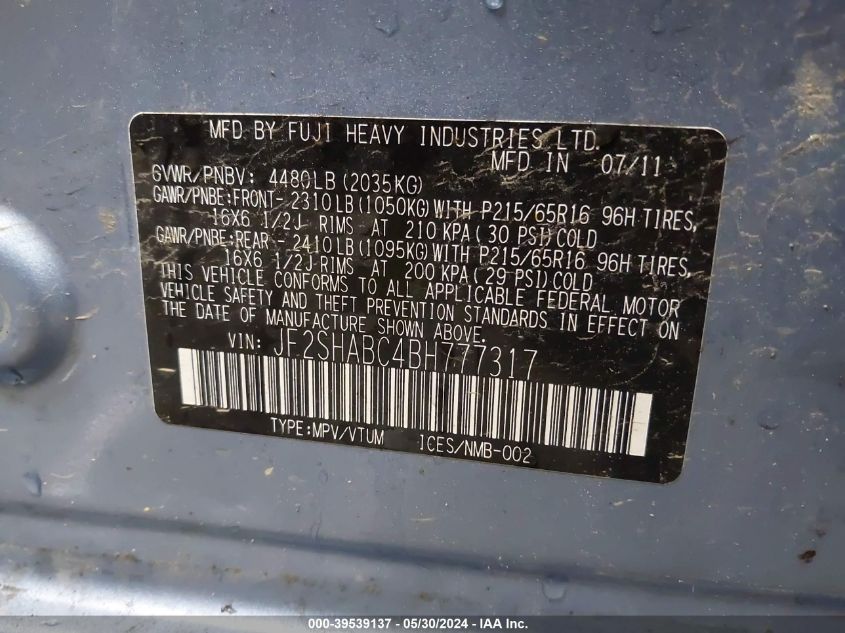 MFD BY FUJI HEAVY INDUSTRIES LTD.
MFD IN 07/11
GVWR/PNBV: 4480LB(2035KG)
GAWR/PNBE:FRONT- 2310LB(1050KG)WITH P215/65R16 96H TIRES,
16X6 1/2J RIMS AT 210 KPA( 30 PSI)COLD
GAWR/PNBE:REAR - 2410LB(1095KG)WITH P215/65R16 96H TIRES,
16X6 1/2J RIMS AT 200 KPA(29 PSI)COLD
THIS VEHICLE CONFORMS TO ALL APPLICABLE FEDERAL MOTOR
VEHICLE SAFETY AND THEFT PREVENTION STANDARDS IN EFFECT ON
THE DATE OF MANUFACTURE SHOWN ABOVE.
VIN: JF2SHABC4BH777317
TYPE:MPV/VTUM ICES/NMB-002
000-39539137 - 05/30/2024 - IAA, Inc.